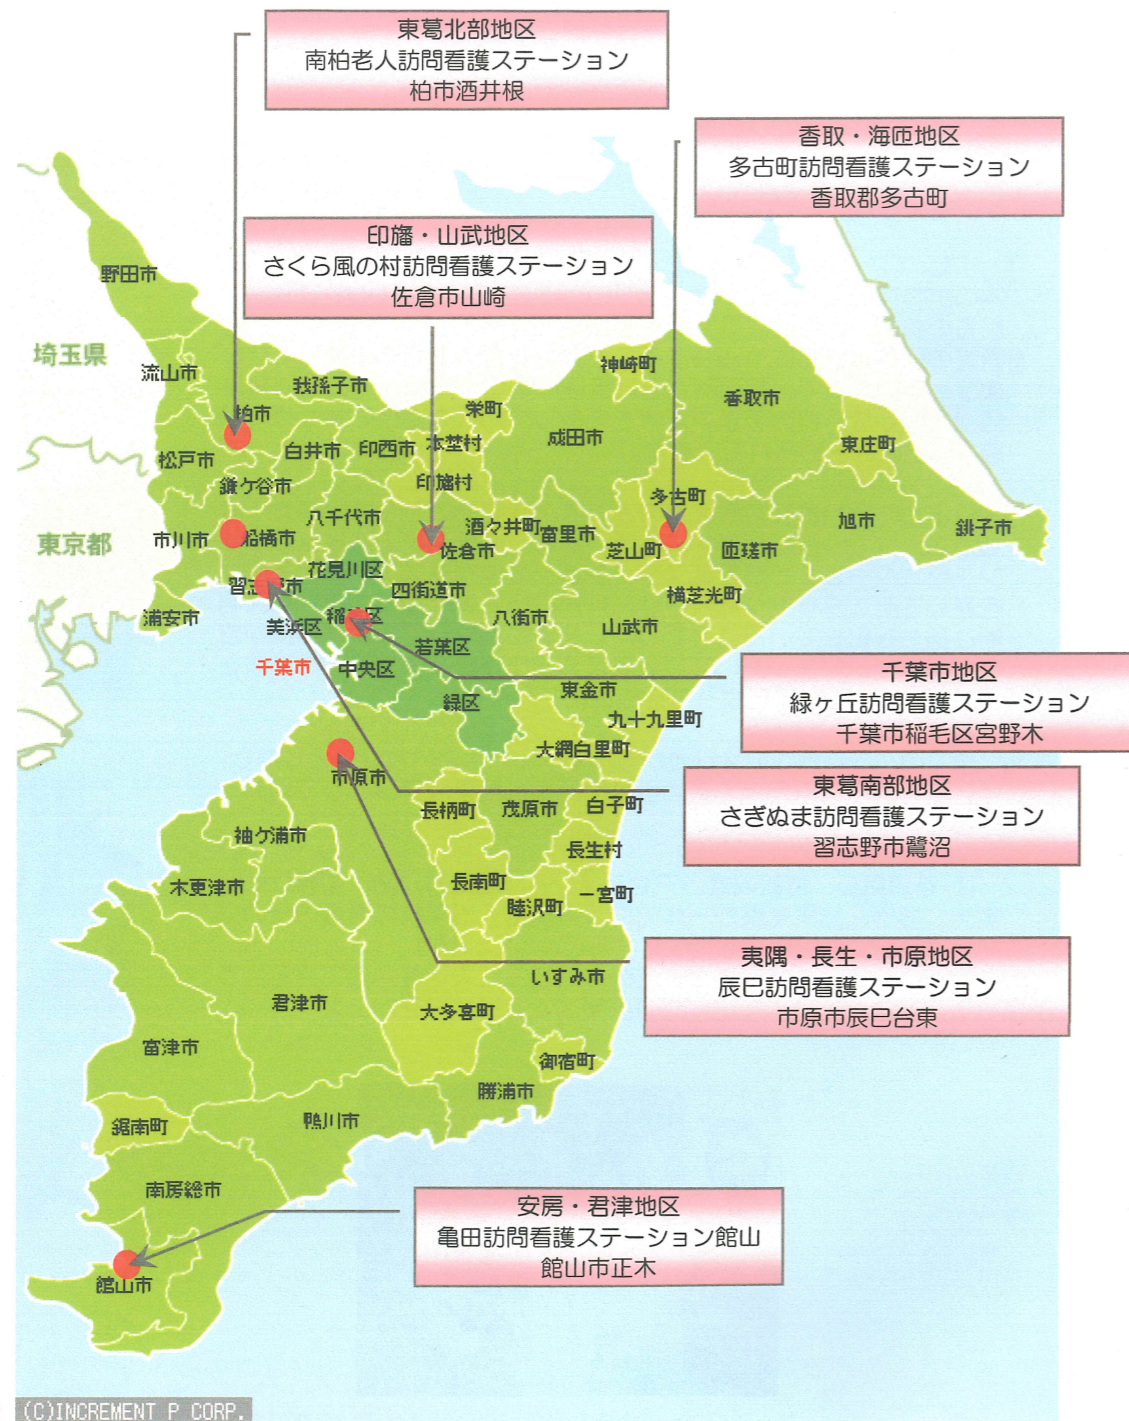 東葛北部地区
南柏老人訪問看護ステーション
柏市酒井根
香取・海匝地区
多古町訪問看護ステーション
香取郡多古町
印旛・山武地区
さくら風の村訪問看護ステーション
佐倉市山崎
野田市
埼玉県
流山市
我孫子市
神崎町
香取市
柏市
栄町
松戸市
白井市
印西市
本埜村
成田市
東庄町
鎌ケ谷市
印旛村
多古町
八千代市
酒々井町
東京都
市川市
船橋市
佐倉市
富里市
芝山町
匝瑳市
旭市
銚子市
花見川区
習志野市
四街道市
横芝光町
浦安市
美浜区
稲毛区
若葉区
八街市
山武市
千葉市
中央区
緑区
東金市
九十九里町
大網白里町
千葉市地区
緑ヶ丘訪問看護ステーション
千葉市稲毛区宮野木
市原市
長柄町
茂原市
白子町
東葛南部地区
さぎぬま訪問看護ステーション
習志野市鷺沼
袖ケ浦市
長生村
木更津市
長南町
睦沢町
一宮町
夷隅・長生・市原地区
辰巳訪問看護ステーション
市原市辰巳台東
いすみ市
君津市
大多喜町
富津市
御宿町
勝浦市
鋸南町
鴨川市
南房総市
安房・君津地区
亀田訪問看護ステーション館山
館山市正木
館山市
(C)INCREMENT P CORP.